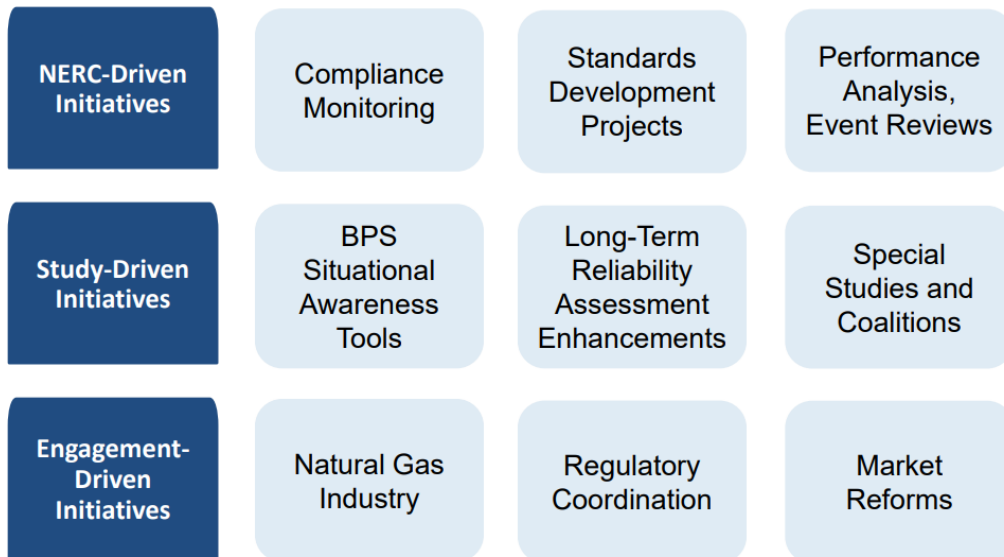 NERC-Driven
Initiatives
Compliance
Monitoring
Standards
Development
Projects
Performance
Analysis,
Event Reviews
Study-Driven
Initiatives
BPS
Situational
Awareness
Tools
Long-Term
Reliability
Assessment
Enhancements
Special
Studies and
Coalitions
Engagement-
Driven
Initiatives
Natural Gas
Industry
Regulatory
Coordination
Market
Reforms